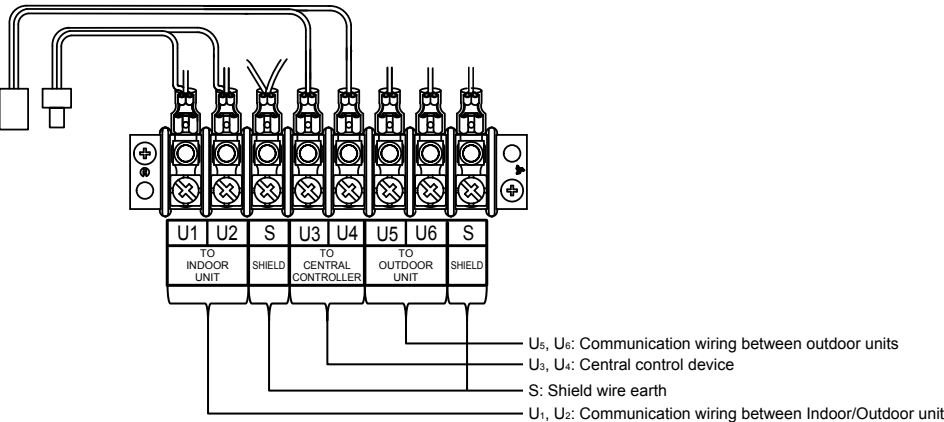 U1 U2 S U3 U4 U5 U6 S
TO INDOOR UNIT
SHIELD
TO CENTRAL CONTROLLER
TO OUTDOOR UNIT
SHIELD
U₅, U₆: Communication wiring between outdoor units
U₃, U₄: Central control device
S: Shield wire earth
U₁, U₂: Communication wiring between Indoor/Outdoor unit